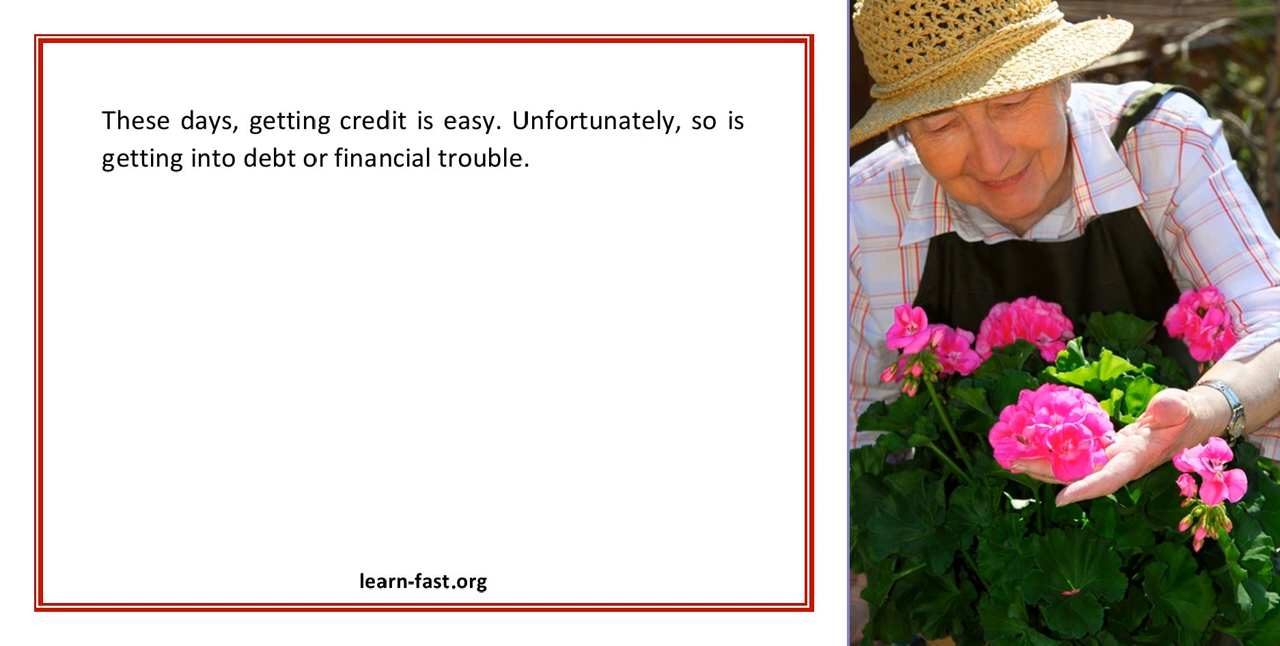 These days, getting credit is easy. Unfortunately, so is
getting into debt or financial trouble.
learn-fast.org